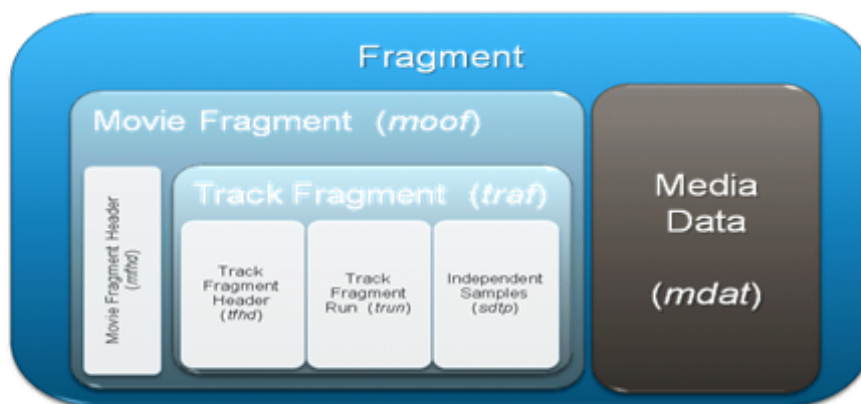 Fragment
Movie Fragment (moof)
Movie Fragment Header
(mfhd)
Track Fragment (traf)
Track
Fragment
Header
(tfhd)
Track
Fragment
Run (trun)
Independent
Samples
(sdtp)
Media
Data
(mdat)